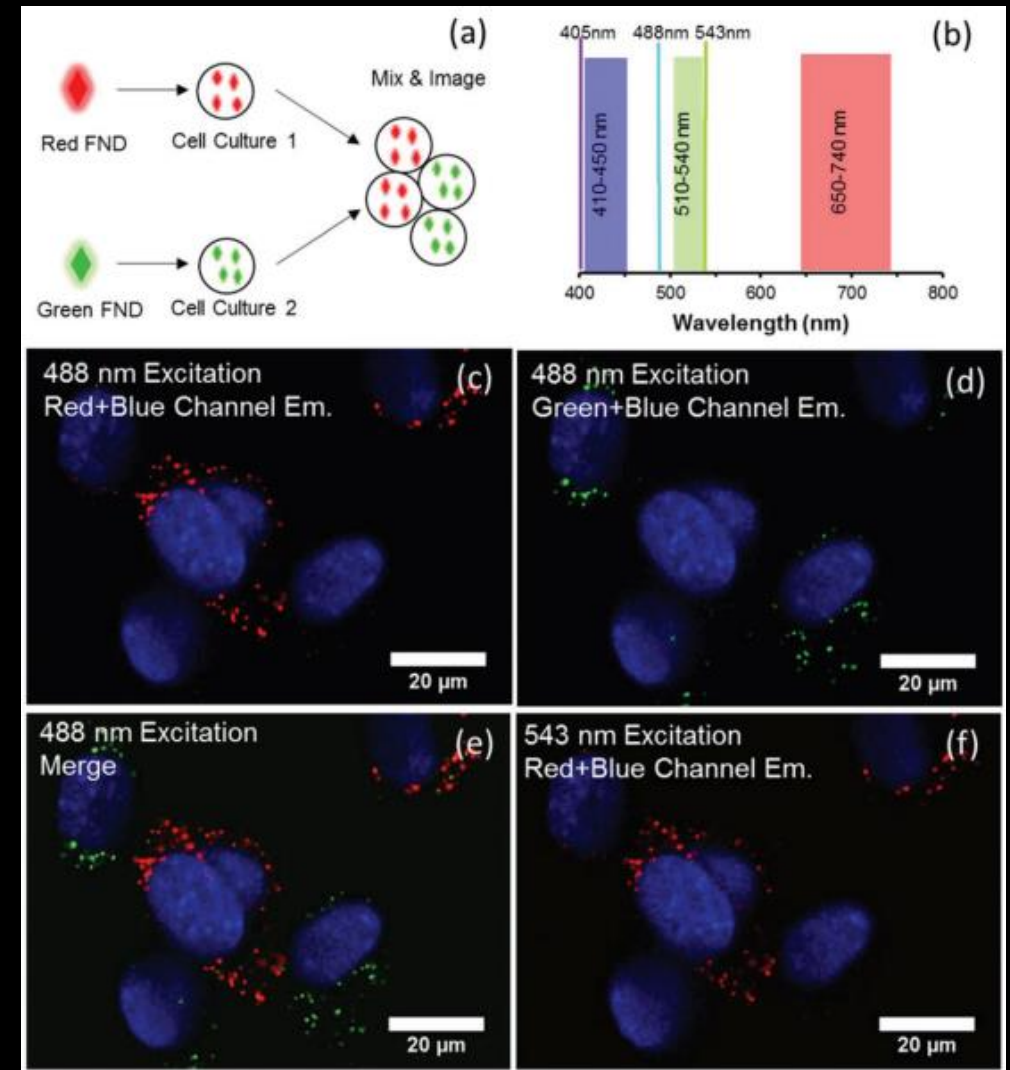 (a)
Mix & Image
Red FND
Cell Culture 1
Green FND
Cell Culture 2
(b)
405nm 488nm 543nm
410-450 nm
510-540 nm
650-740 nm
400 500 600 700 800
Wavelength (nm)
488 nm Excitation
Red+Blue Channel Em.
(c)
20 µm
488 nm Excitation
Green+Blue Channel Em.
(d)
20 µm
488 nm Excitation
Merge
(e)
20 µm
543 nm Excitation
Red+Blue Channel Em.
(f)
20 µm